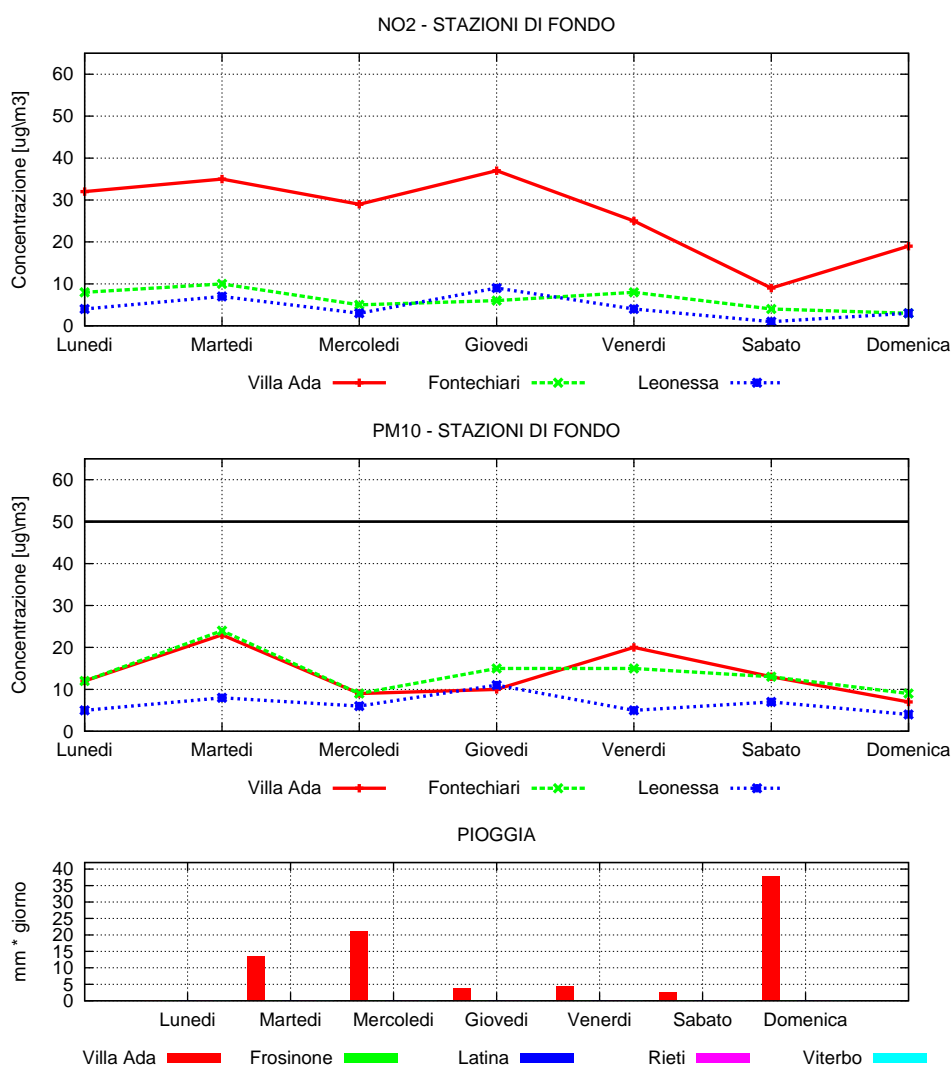 NO2 - STAZIONI DI FONDO
Concentrazione [ug\m3]
60
50
40
30
20
10
0
Lunedi Martedi Mercoledi Giovedi Venerdi Sabato Domenica
Villa Ada Fontechiari Leonessa
PM10 - STAZIONI DI FONDO
Concentrazione [ug\m3]
60
50
40
30
20
10
0
Lunedi Martedi Mercoledi Giovedi Venerdi Sabato Domenica
Villa Ada Fontechiari Leonessa
PIOGGIA
mm * giorno
40
35
30
25
20
15
10
5
0
Lunedi Martedi Mercoledi Giovedi Venerdi Sabato Domenica
Villa Ada Frosinone Latina Rieti Viterbo